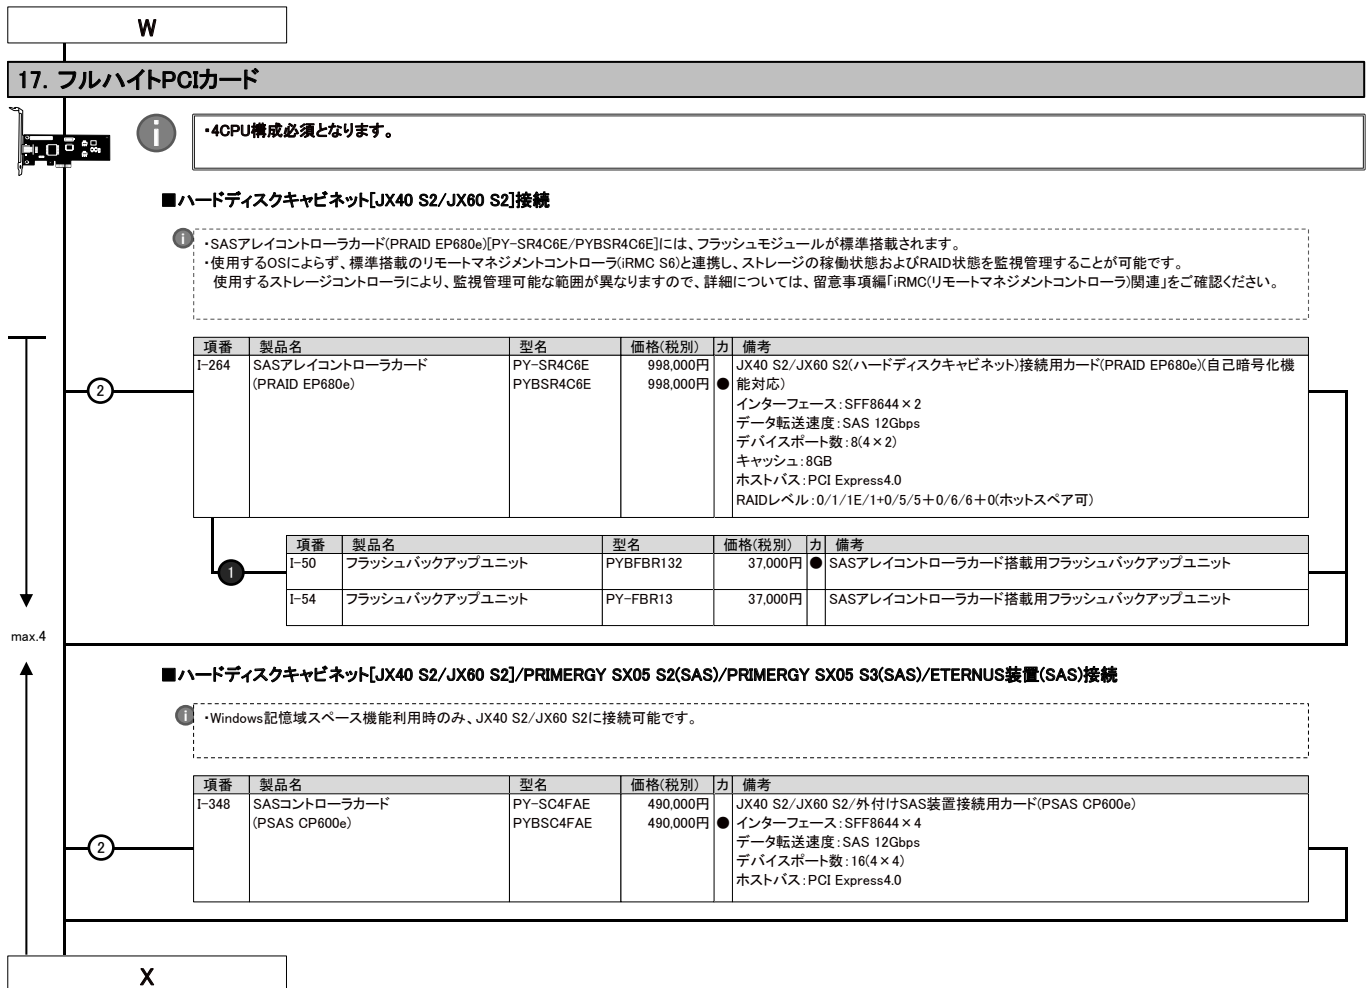 W
17. フルハイトPCIカード
・4CPU構成必須となります。
■ハードディスクキャビネット[JX40 S2/JX60 S2]接続
・SASアレイコントローラカード(PRAID EP680e)[PY-SR4C6E/PYBSR4C6E]には、フラッシュモジュールが標準搭載されます。
・使用するOSによらず、標準搭載のリモートマネジメントコントローラ(iRMC S6)と連携し、ストレージの稼働状態およびRAID状態を監視管理することが可能です。
使用するストレージコントローラにより、監視管理可能な範囲が異なりますので、詳細については、留意事項編「iRMC(リモートマネジメントコントローラ)関連」をご確認ください。
項番 製品名 型名 価格(税別) カ 備考
I-264 SASアレイコントローラカード PY-SR4C6E 998,000円 JX40 S2/JX60 S2(ハードディスクキャビネット)接続用カード(PRAID EP680e)(自己暗号化機
(PRAID EP680e) PYBSR4C6E 998,000円 ● 能対応)
インターフェース：SFF8644×2
データ転送速度：SAS 12Gbps
デバイスポート数：8(4×2)
キャッシュ：8GB
ホストバス：PCI Express4.0
RAIDレベル：0/1/1E/1+0/5/5＋0/6/6＋0(ホットスペア可)
2
項番 製品名 型名 価格(税別) カ 備考
I-50 フラッシュバックアップユニット PYBFBR132 37,000円 ● SASアレイコントローラカード搭載用フラッシュバックアップユニット
1
I-54 フラッシュバックアップユニット PY-FBR13 37,000円 SASアレイコントローラカード搭載用フラッシュバックアップユニット
max.4
■ハードディスクキャビネット[JX40 S2/JX60 S2]/PRIMERGY SX05 S2(SAS)/PRIMERGY SX05 S3(SAS)/ETERNUS装置(SAS)接続
・Windows記憶域スペース機能利用時のみ、JX40 S2/JX60 S2に接続可能です。
項番 製品名 型名 価格(税別) カ 備考
I-348 SASコントローラカード PY-SC4FAE 490,000円 JX40 S2/JX60 S2/外付けSAS装置接続用カード(PSAS CP600e)
(PSAS CP600e) PYBSC4FAE 490,000円 ● インターフェース：SFF8644×4
データ転送速度：SAS 12Gbps
デバイスポート数：16(4×4)
ホストバス：PCI Express4.0
2
X